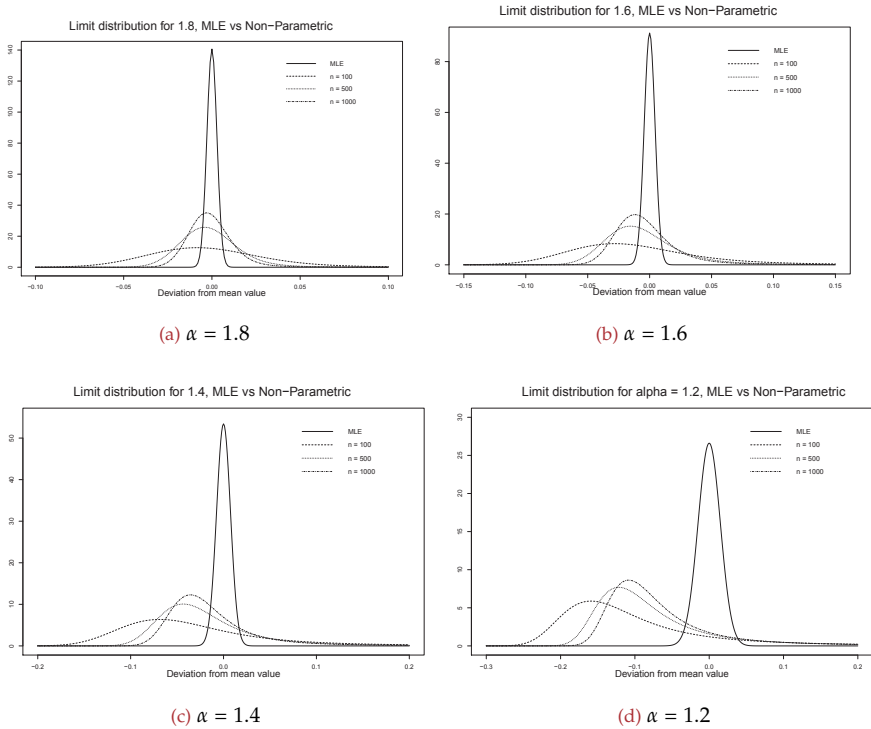 Limit distribution for 1.8, MLE vs Non−Parametric
MLE
n = 100
n = 500
n = 1000
0 20 40 60 80 100 120 140
−0.10 −0.05 0.00 0.05 0.10
Deviation from mean value
(a) α = 1.8
Limit distribution for 1.6, MLE vs Non−Parametric
MLE
n = 100
n = 500
n = 1000
0 20 40 60 80
−0.15 −0.10 −0.05 0.00 0.05 0.10 0.15
Deviation from mean value
(b) α = 1.6
Limit distribution for 1.4, MLE vs Non−Parametric
MLE
n = 100
n = 500
n = 1000
0 10 20 30 40 50
−0.2 −0.1 0.0 0.1 0.2
Deviation from mean value
(c) α = 1.4
Limit distribution for alpha = 1.2, MLE vs Non−Parametric
MLE
n = 100
n = 500
n = 1000
0 5 10 15 20 25 30
−0.3 −0.2 −0.1 0.0 0.1 0.2
Deviation from mean value
(d) α = 1.2